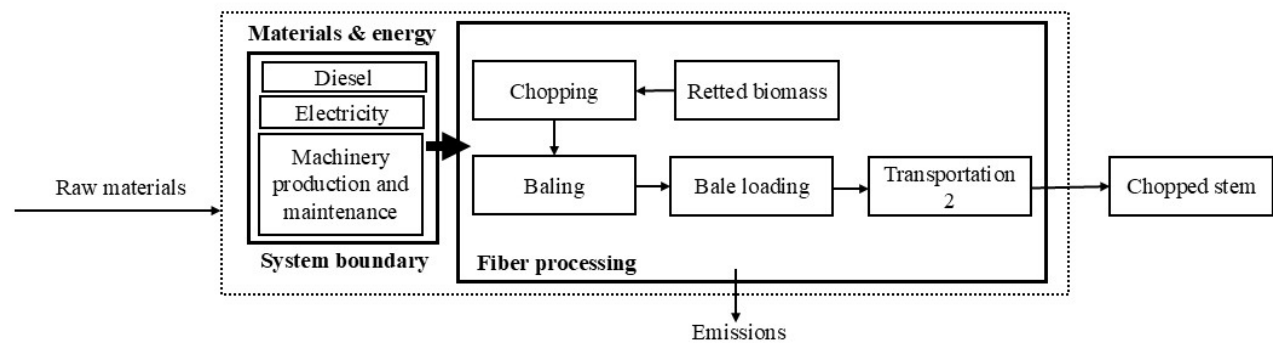 Materials & energy
Diesel
Electricity
Machinery
production and
maintenance
System boundary
Raw materials
Chopping
Retted biomass
Baling
Bale loading
Transportation
2
Chopped stem
Fiber processing
Emissions